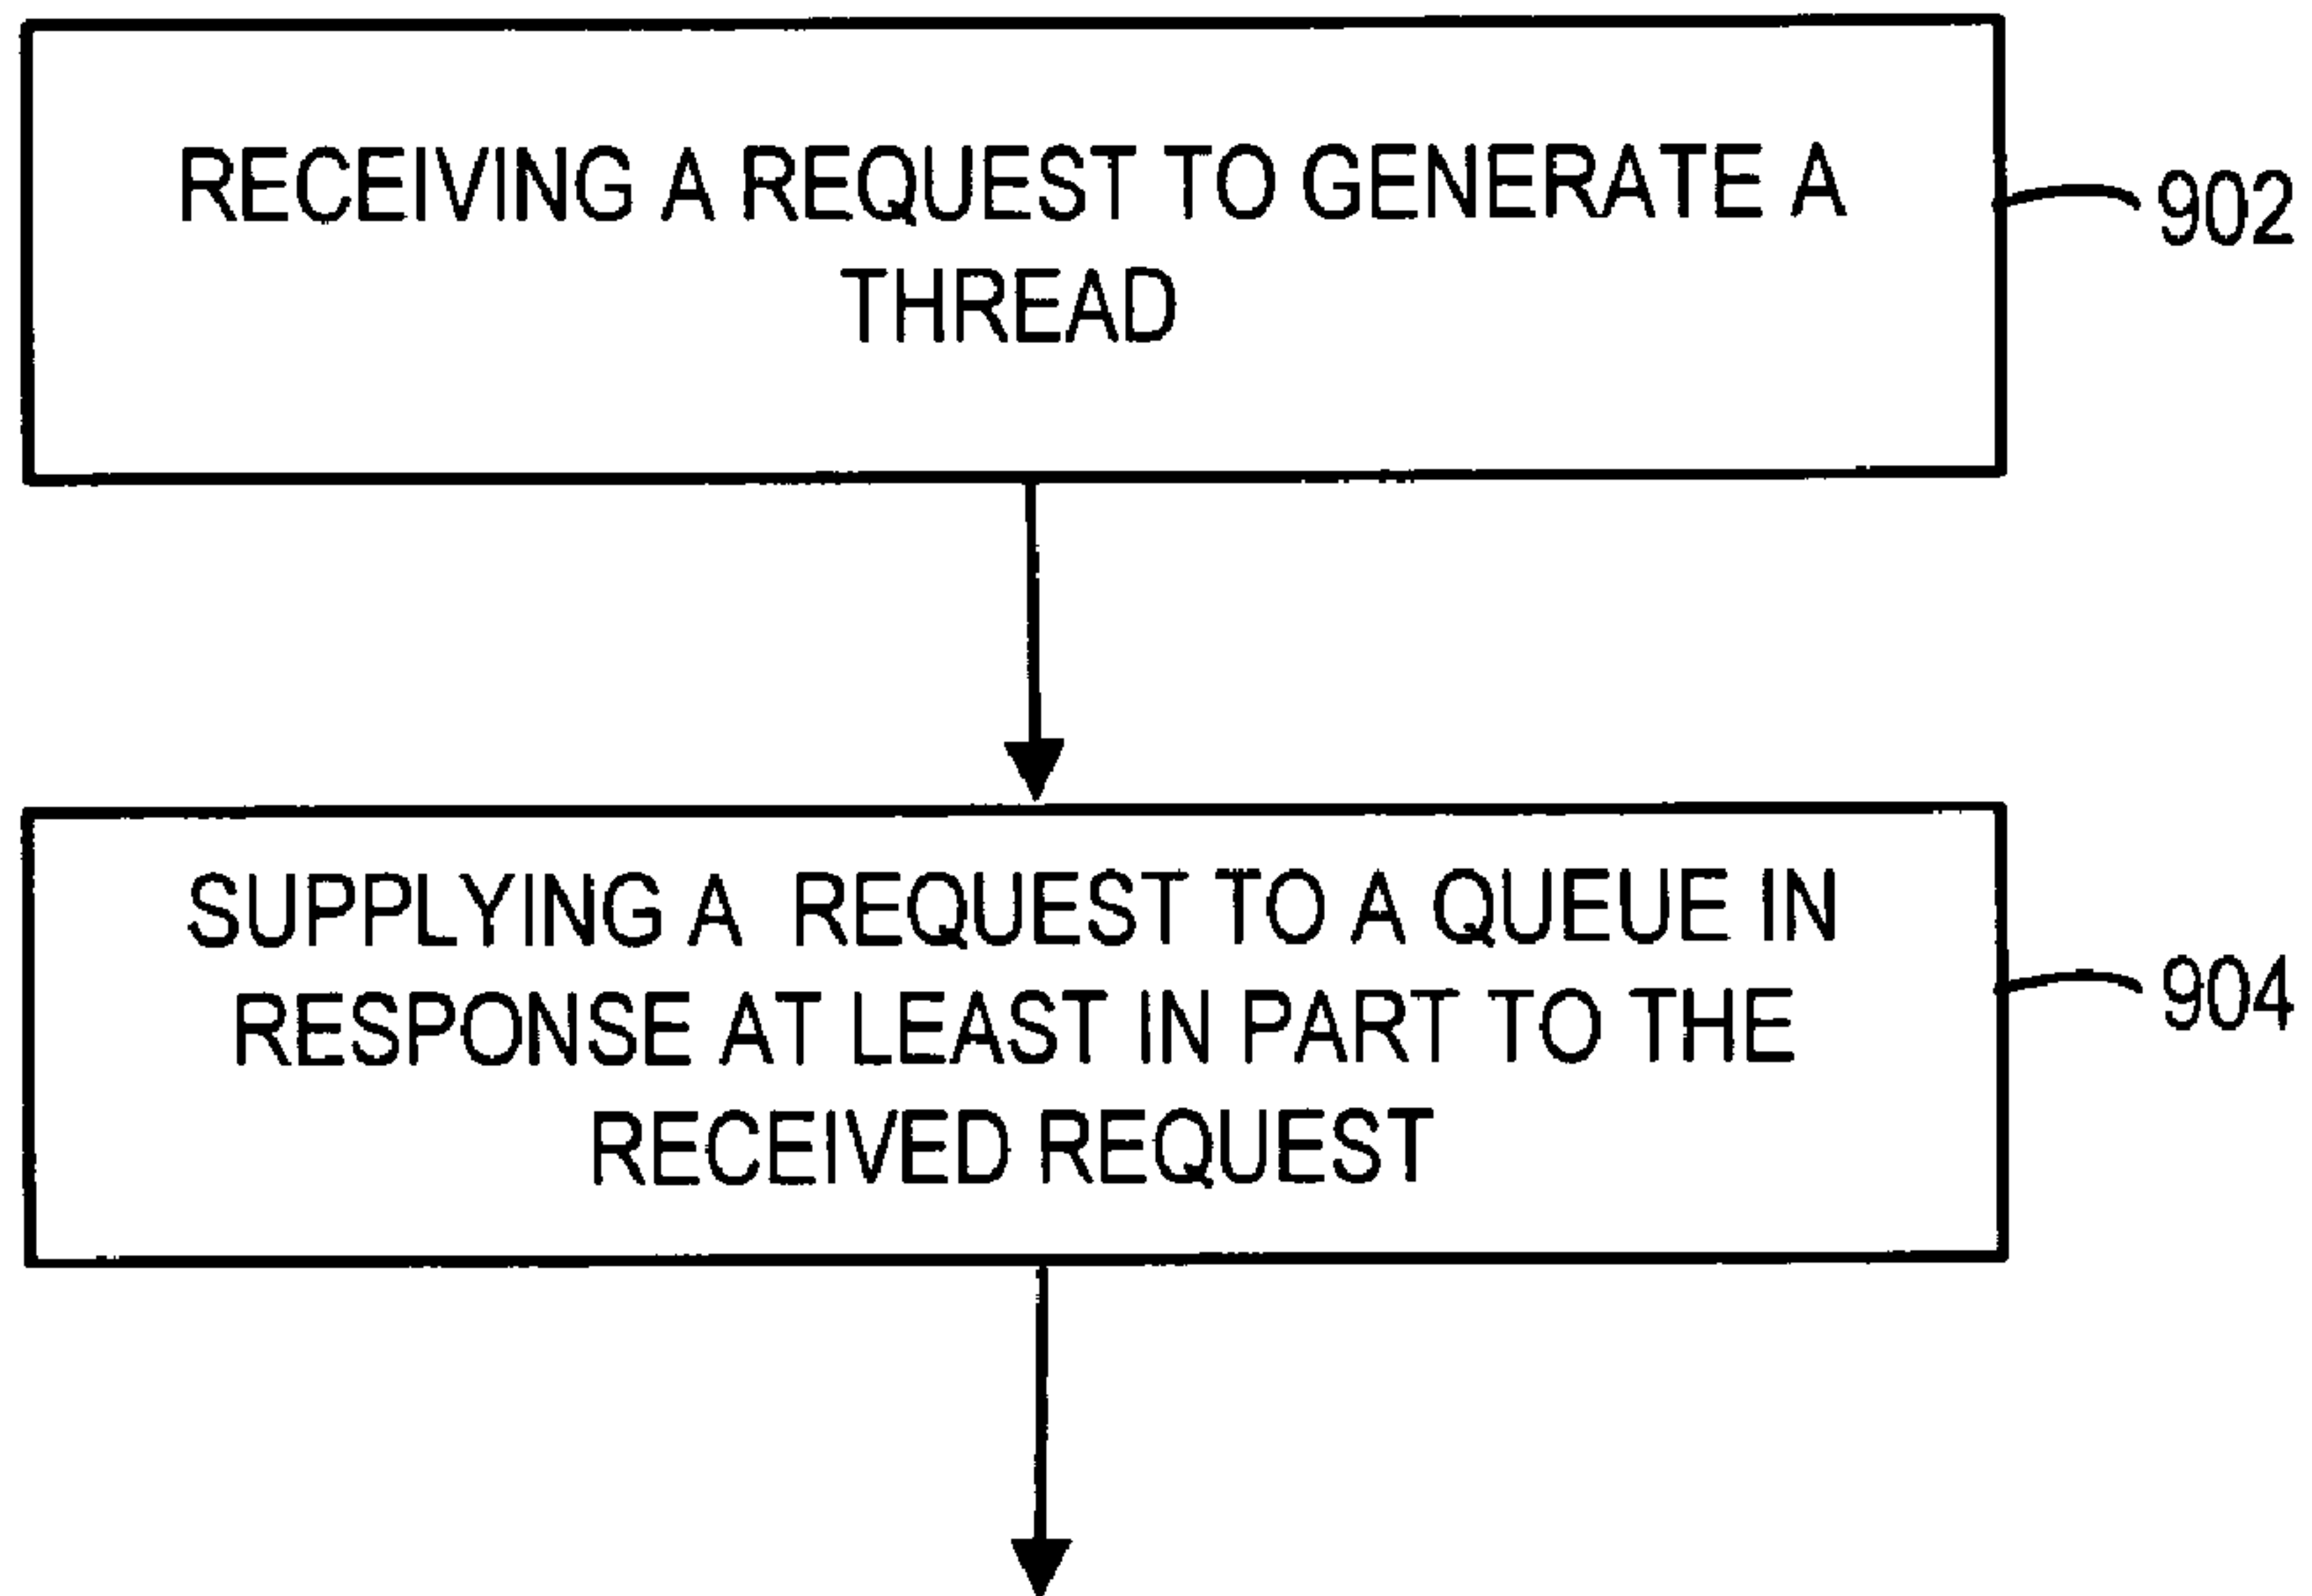 RECEIVING A REQUEST TO GENERATE A
THREAD
902
SUPPLYING A REQUEST TO A QUEUE IN
RESPONSE AT LEAST IN PART TO THE
RECEIVED REQUEST
904